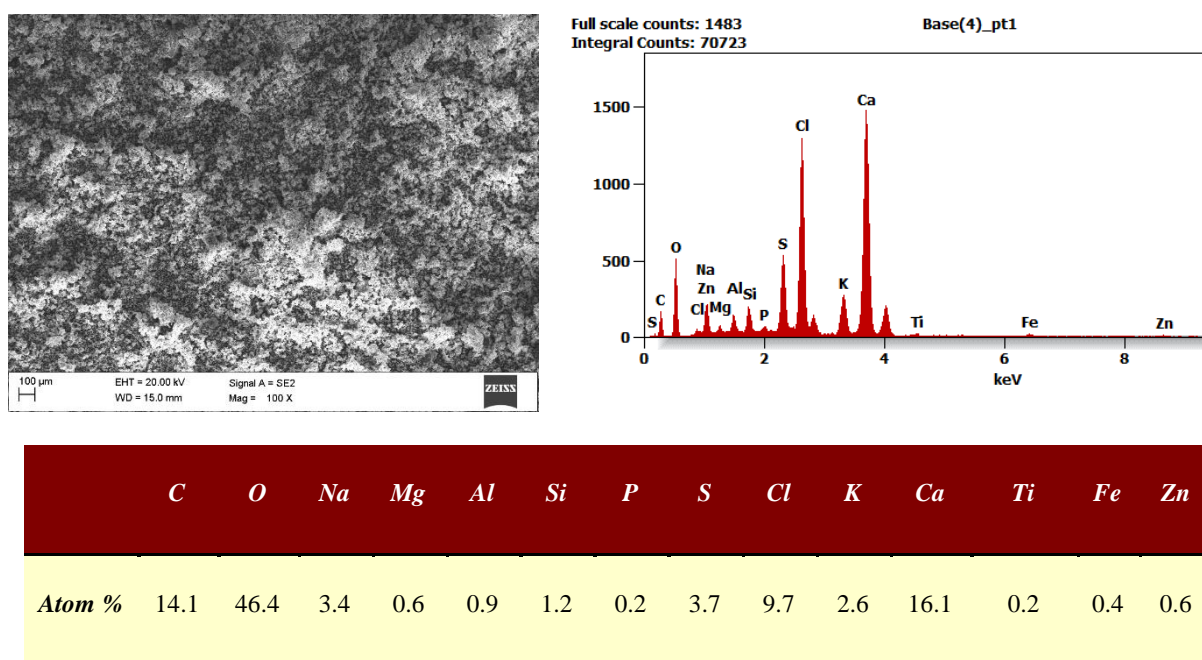 Full scale counts: 1483 Base(4)_pt1
Integral Counts: 70723
1500
1000
500
0
S
C
O
Cl
Na
Zn
Mg
Al
Si
P
S
Cl
K
Ca
Ti
Fe
Zn
0 2 4 6 8
keV
100 µm EHT = 20.00 kV Signal A = SE2 ZEISS
WD = 15.0 mm Mag = 100 X
C O Na Mg Al Si P S Cl K Ca Ti Fe Zn
Atom % 14.1 46.4 3.4 0.6 0.9 1.2 0.2 3.7 9.7 2.6 16.1 0.2 0.4 0.6